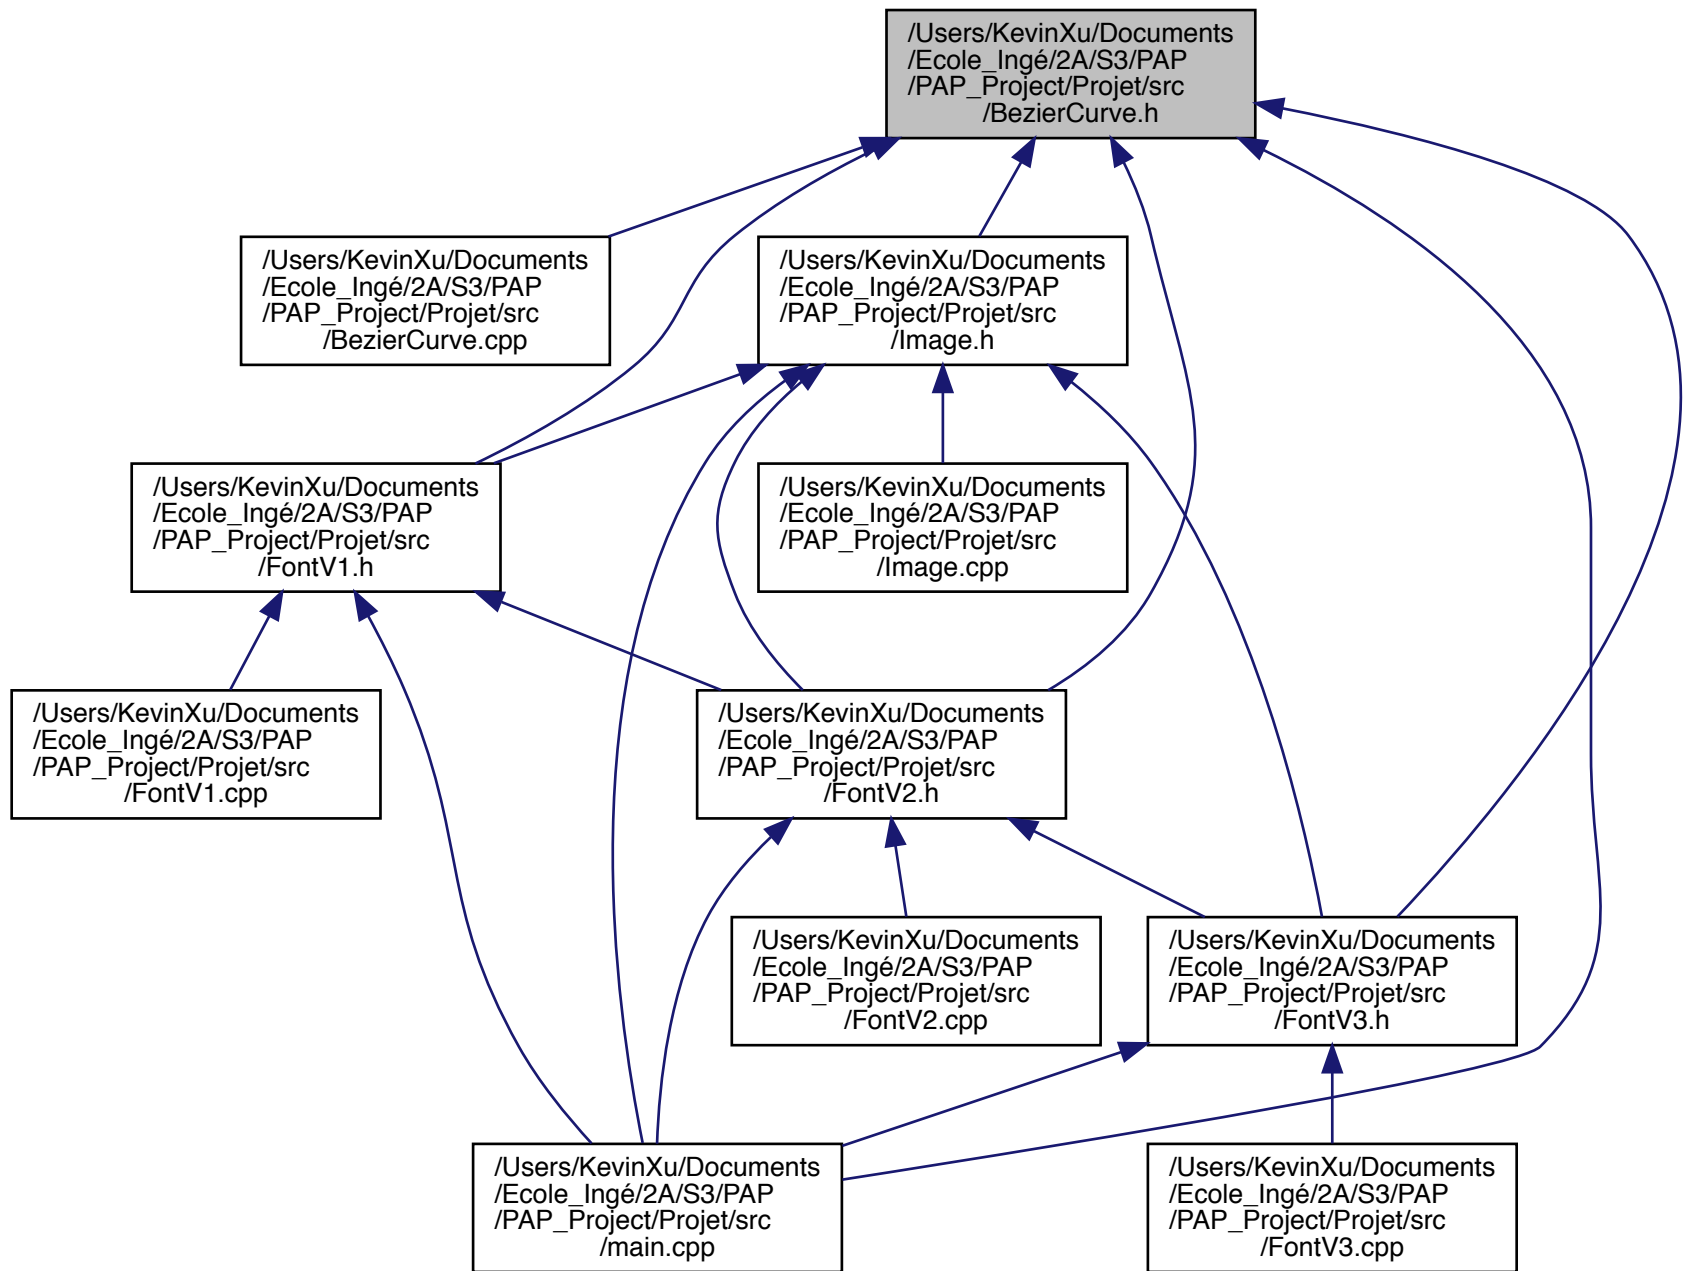 /Users/KevinXu/Documents
/Ecole_Ingé/2A/S3/PAP
/PAP_Project/Projet/src
/BezierCurve.h
/Users/KevinXu/Documents
/Ecole_Ingé/2A/S3/PAP
/PAP_Project/Projet/src
/BezierCurve.cpp
/Users/KevinXu/Documents
/Ecole_Ingé/2A/S3/PAP
/PAP_Project/Projet/src
/Image.h
/Users/KevinXu/Documents
/Ecole_Ingé/2A/S3/PAP
/PAP_Project/Projet/src
/FontV1.h
/Users/KevinXu/Documents
/Ecole_Ingé/2A/S3/PAP
/PAP_Project/Projet/src
/Image.cpp
/Users/KevinXu/Documents
/Ecole_Ingé/2A/S3/PAP
/PAP_Project/Projet/src
/FontV1.cpp
/Users/KevinXu/Documents
/Ecole_Ingé/2A/S3/PAP
/PAP_Project/Projet/src
/FontV2.h
/Users/KevinXu/Documents
/Ecole_Ingé/2A/S3/PAP
/PAP_Project/Projet/src
/FontV2.cpp
/Users/KevinXu/Documents
/Ecole_Ingé/2A/S3/PAP
/PAP_Project/Projet/src
/FontV3.h
/Users/KevinXu/Documents
/Ecole_Ingé/2A/S3/PAP
/PAP_Project/Projet/src
/main.cpp
/Users/KevinXu/Documents
/Ecole_Ingé/2A/S3/PAP
/PAP_Project/Projet/src
/FontV3.cpp